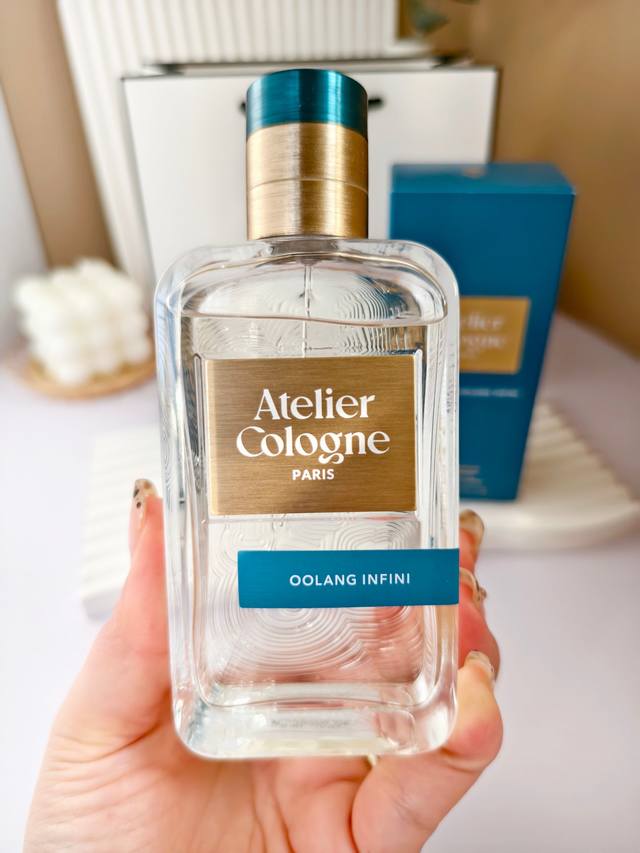 Atelier
Cologne
PARIS
OOLANG INFINI